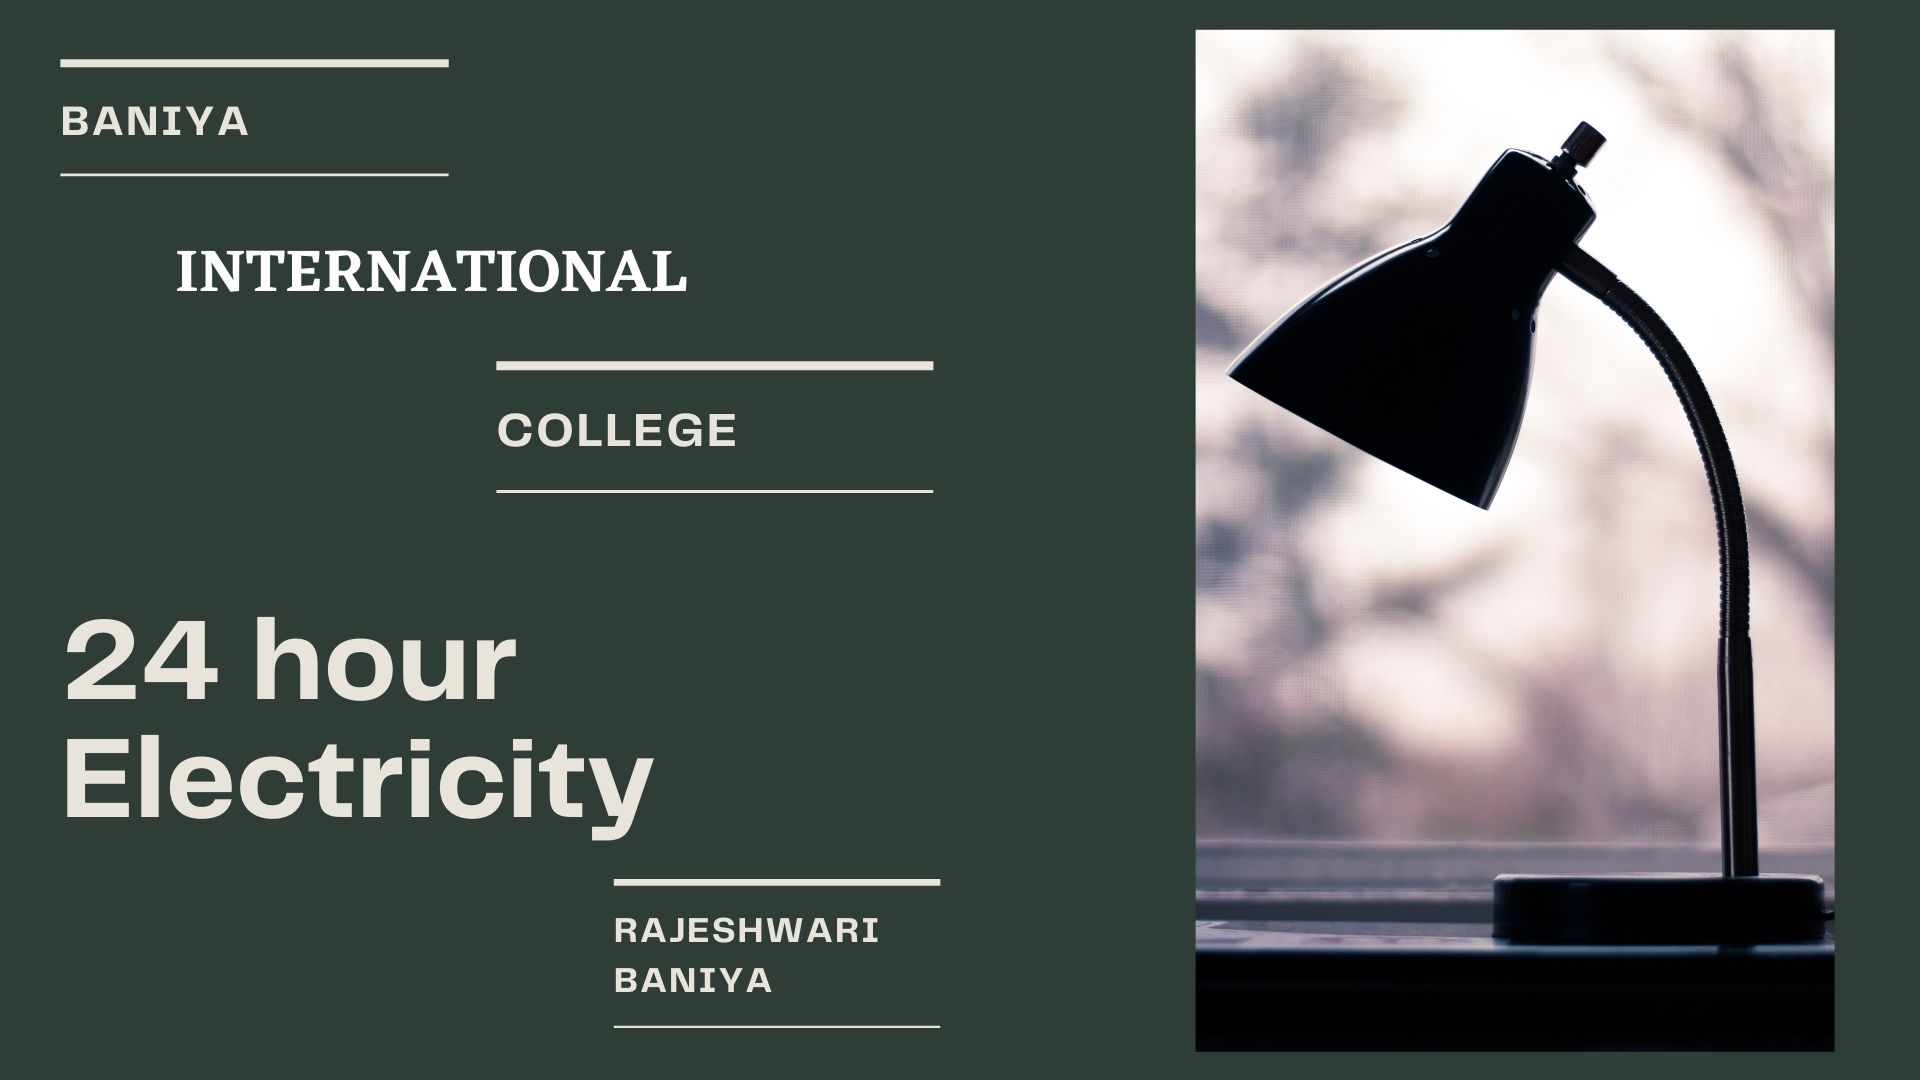 BANIYA
INTERNATIONAL
COLLEGE
24 hour
Electricity
RAJESHWARI
BANIYA